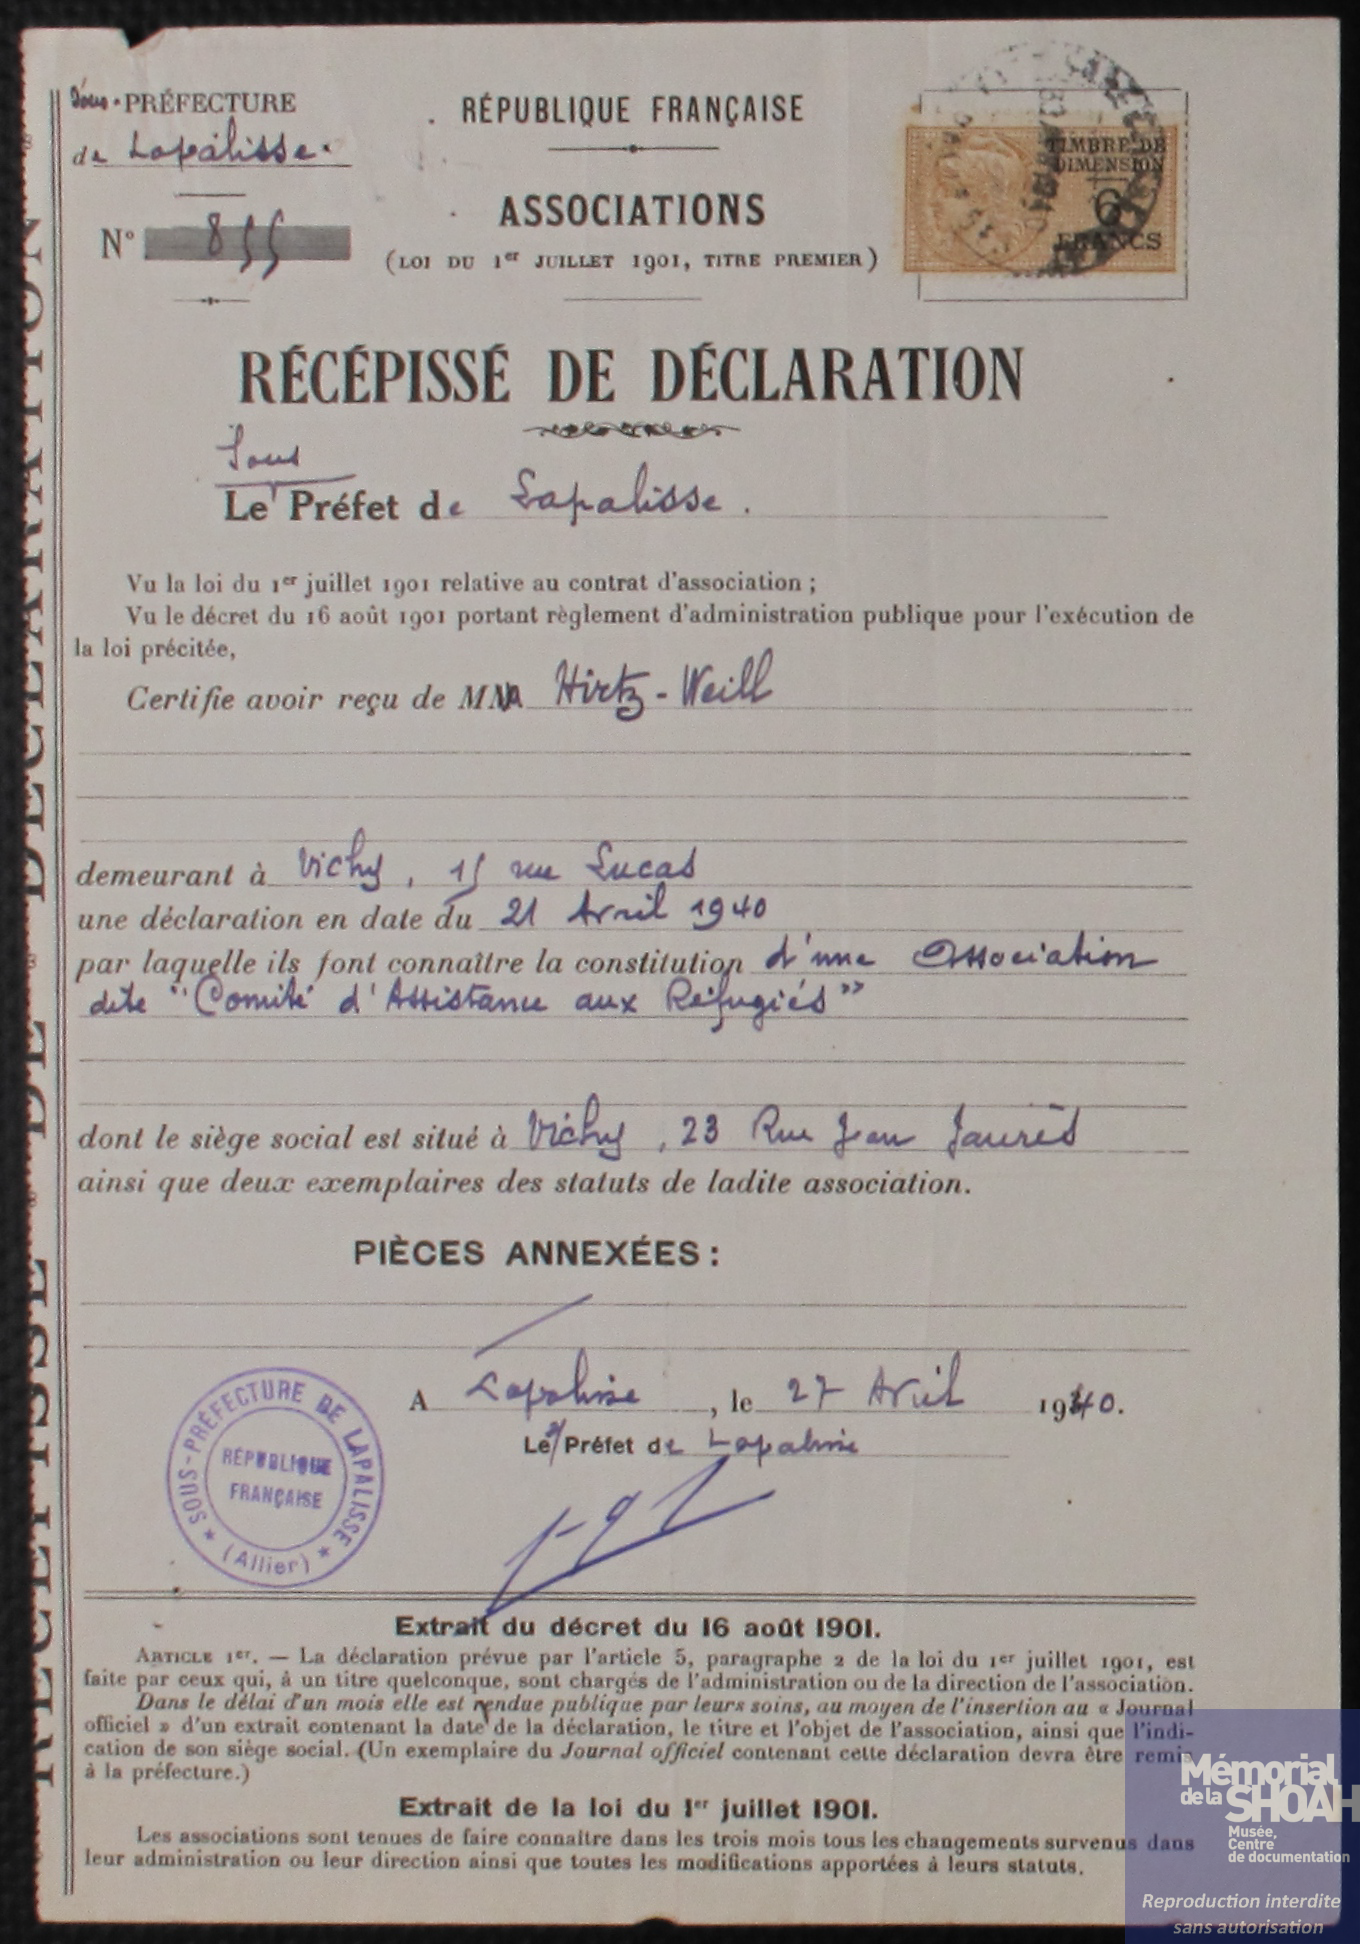 Sous-PRÉFECTURE
de Lapalisse.
N° 855
RÉPUBLIQUE FRANÇAISE
ASSOCIATIONS
(LOI DU 1er JUILLET 1901, TITRE PREMIER)
TIMBRE DE
DIMENSION
6
FRANCS
RÉCÉPISSÉ DE DÉCLARATION
RÉCÉPISSÉ DE DÉCLARATION
Sous
Le Préfet de Lapalisse.
Vu la loi du 1er juillet 1901 relative au contrat d'association ;
Vu le décret du 16 août 1901 portant règlement d'administration publique pour l'exécution de
la loi précitée,
Certifie avoir reçu de MM Hirtz-Weill
demeurant à Vichy, 15 rue Lucas
une déclaration en date du 21 Avril 1940
par laquelle ils font connaître la constitution d'une Association
dite "Comité d'Assistance aux Réfugiés"
dont le siège social est situé à Vichy, 23 Rue Jean Jaurès
ainsi que deux exemplaires des statuts de ladite association.
PIÈCES ANNEXÉES :
A Lapalisse, le 27 Avril 1940.
Le S/Préfet de Lapalisse
SOUS-PRÉFECTURE DE LAPALISSE
RÉPUBLIQUE
FRANÇAISE
(Allier)
Extrait du décret du 16 août 1901.
ARTICLE 1er. — La déclaration prévue par l'article 5, paragraphe 2 de la loi du 1er juillet 1901, est
faite par ceux qui, à un titre quelconque, sont chargés de l'administration ou de la direction de l'association.
Dans le délai d'un mois elle est rendue publique par leurs soins, au moyen de l'insertion au « Journal
officiel » d'un extrait contenant la date de la déclaration, le titre et l'objet de l'association, ainsi que l'indi-
cation de son siège social. (Un exemplaire du Journal officiel contenant cette déclaration devra être remis
à la préfecture.)
Extrait de la loi du 1er juillet 1901.
Les associations sont tenues de faire connaître dans les trois mois tous les changements survenus dans
leur administration ou leur direction ainsi que toutes les modifications apportées à leurs statuts.
Mémorial
de la SHOAH
Musée,
Centre
de documentation
Reproduction interdite
sans autorisation